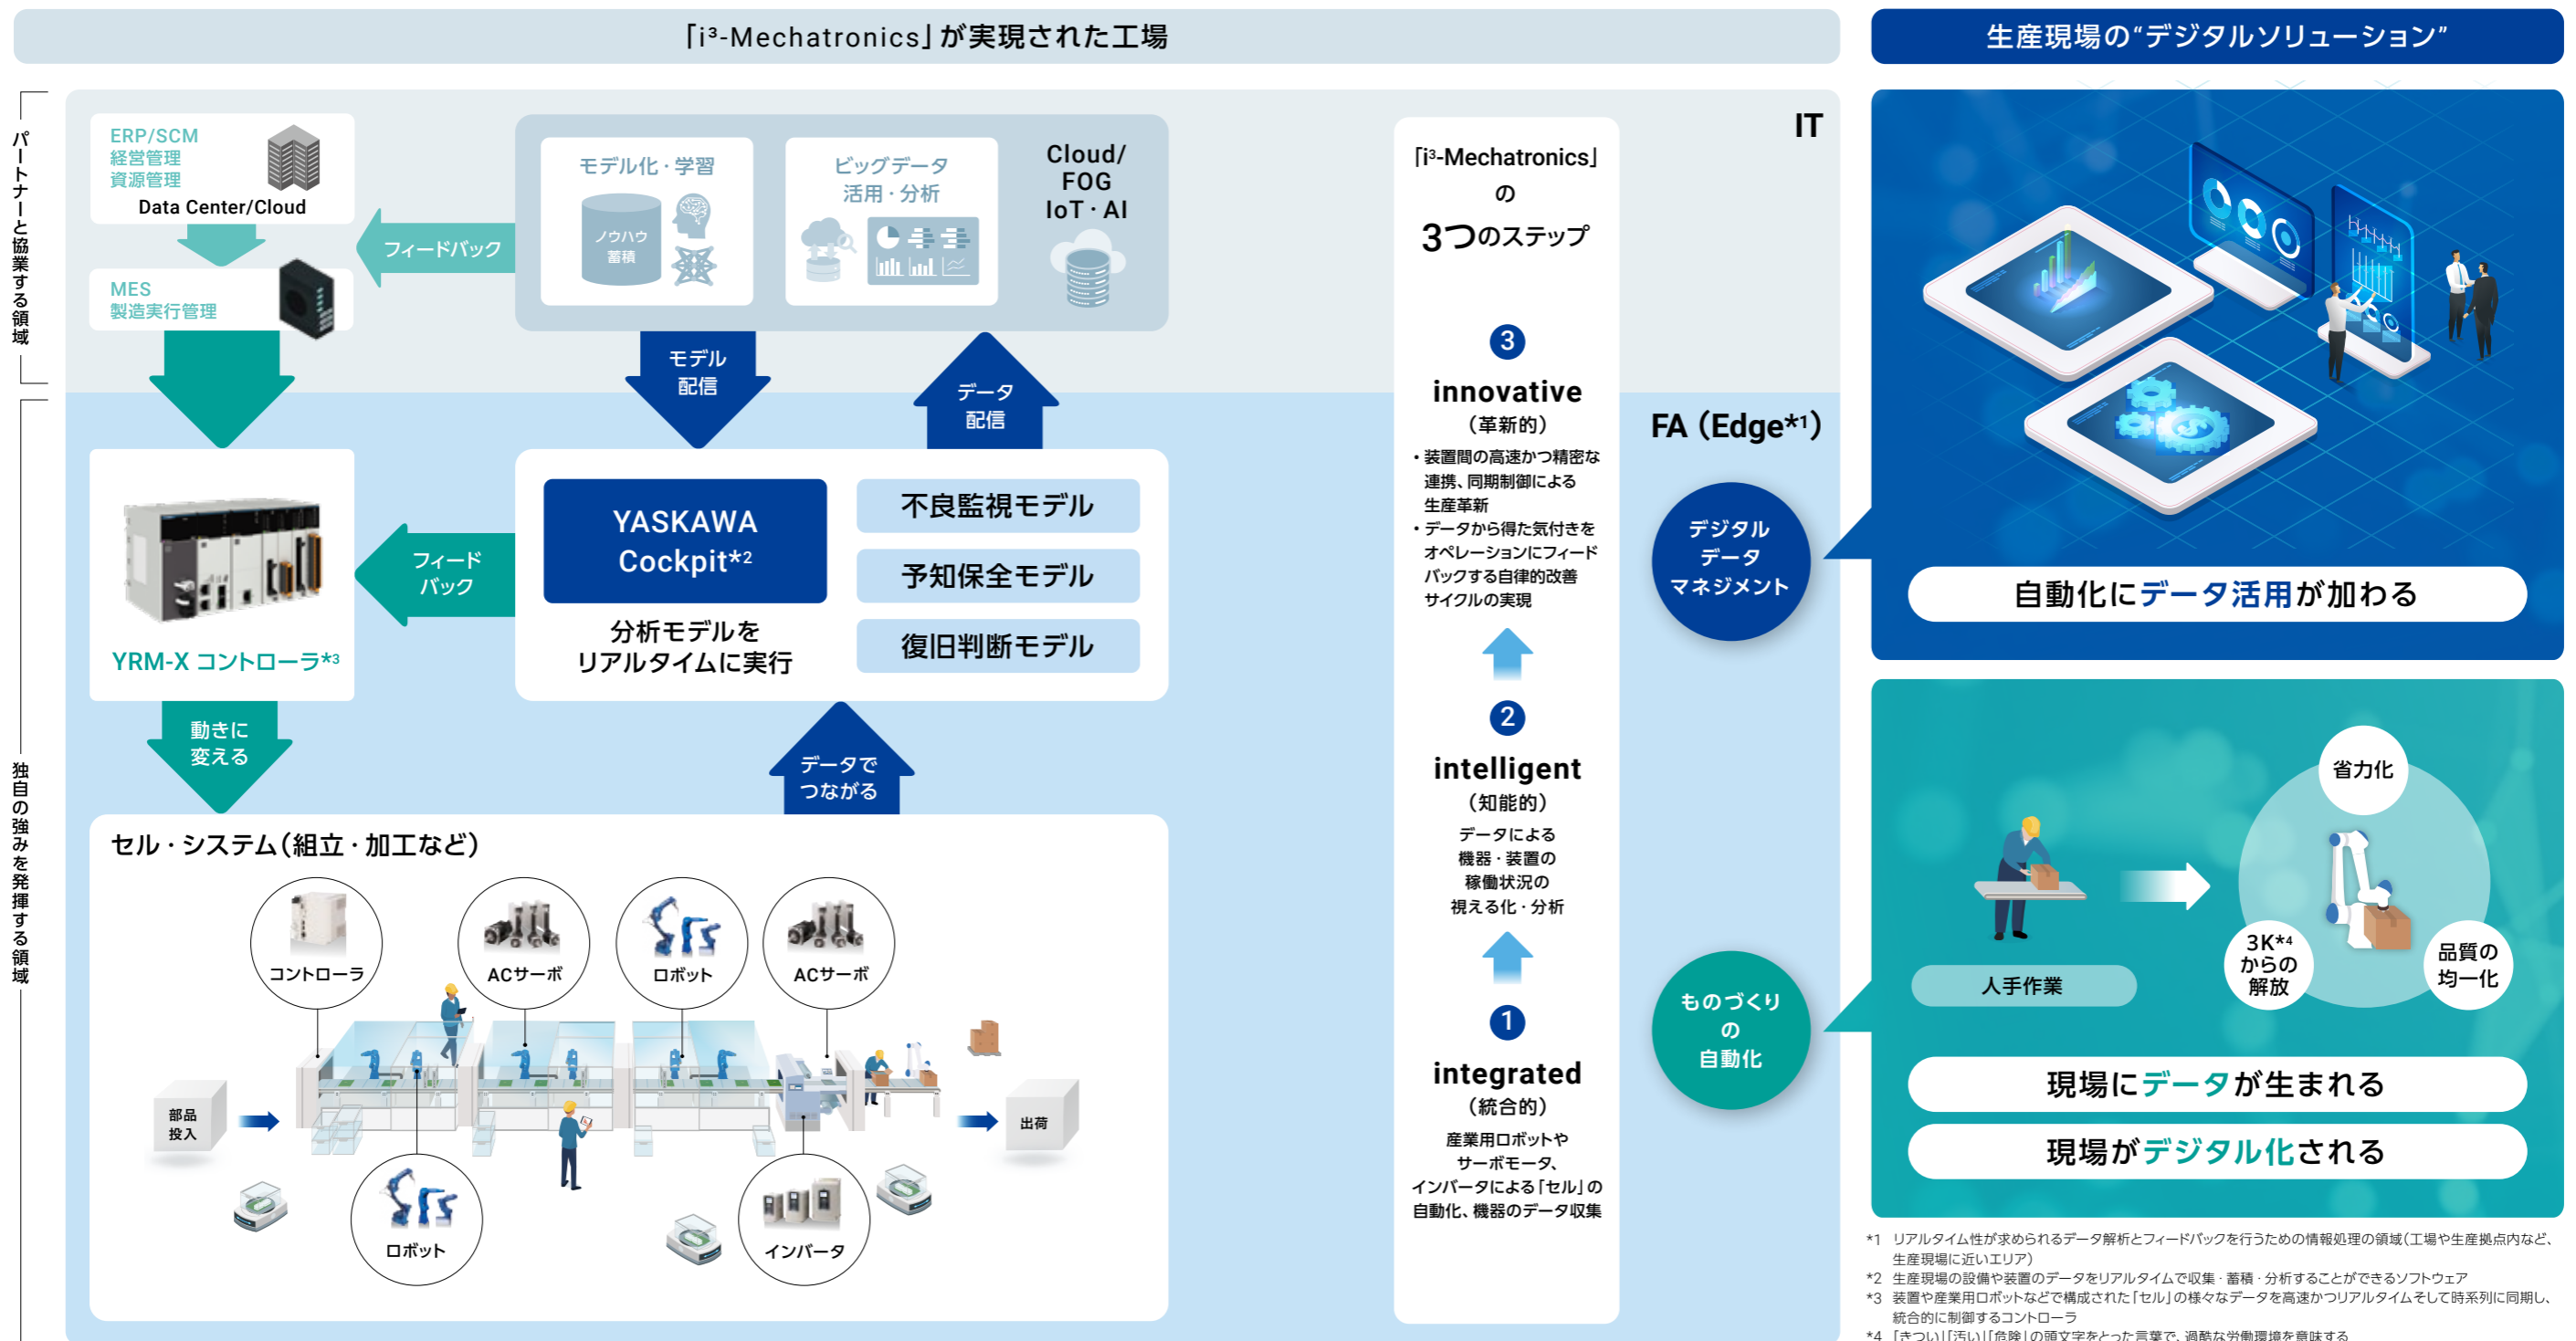 「i³-Mechatronics」が実現された工場
生産現場の“デジタルソリューション”
パートナーと協業する領域
独自の強みを発揮する領域
IT
ERP/SCM
経営管理
資源管理
Data Center/Cloud
MES
製造実行管理
フィードバック
モデル化・学習
ノウハウ
蓄積
ビッグデータ
活用・分析
Cloud/
FOG
IoT・AI
モデル
配信
データ
配信
FA（Edge*1）
YRM-X コントローラ*3
フィード
バック
YASKAWA
Cockpit*2
分析モデルを
リアルタイムに実行
不良監視モデル
予知保全モデル
復旧判断モデル
動きに
変える
データで
つながる
セル・システム（組立・加工など）
コントローラ
ACサーボ
ロボット
ACサーボ
部品
投入
出荷
ロボット
インバータ
「i³-Mechatronics」
の
3つのステップ
3
innovative
（革新的）
・装置間の高速かつ精密な
連携、同期制御による
生産革新
・データから得た気付きを
オペレーションにフィード
バックする自律的改善
サイクルの実現
2
intelligent
（知能的）
データによる
機器・装置の
稼働状況の
視える化・分析
1
integrated
（統合的）
産業用ロボットや
サーボモータ、
インバータによる「セル」の
自動化、機器のデータ収集
デジタル
データ
マネジメント
ものづくり
の
自動化
自動化にデータ活用が加わる
人手作業
省力化
3K*4
からの
解放
品質の
均一化
現場にデータが生まれる
現場がデジタル化される
*1 リアルタイム性が求められるデータ解析とフィードバックを行うための情報処理の領域（工場や生産拠点内など、
生産現場に近いエリア）
*2 生産現場の設備や装置のデータをリアルタイムで収集・蓄積・分析することができるソフトウェア
*3 装置や産業用ロボットなどで構成された「セル」の様々なデータを高速かつリアルタイムそして時系列に同期し、
統合的に制御するコントローラ
*4 「きつい」「汚い」「危険」の頭文字をとった言葉で、過酷な労働環境を意味する